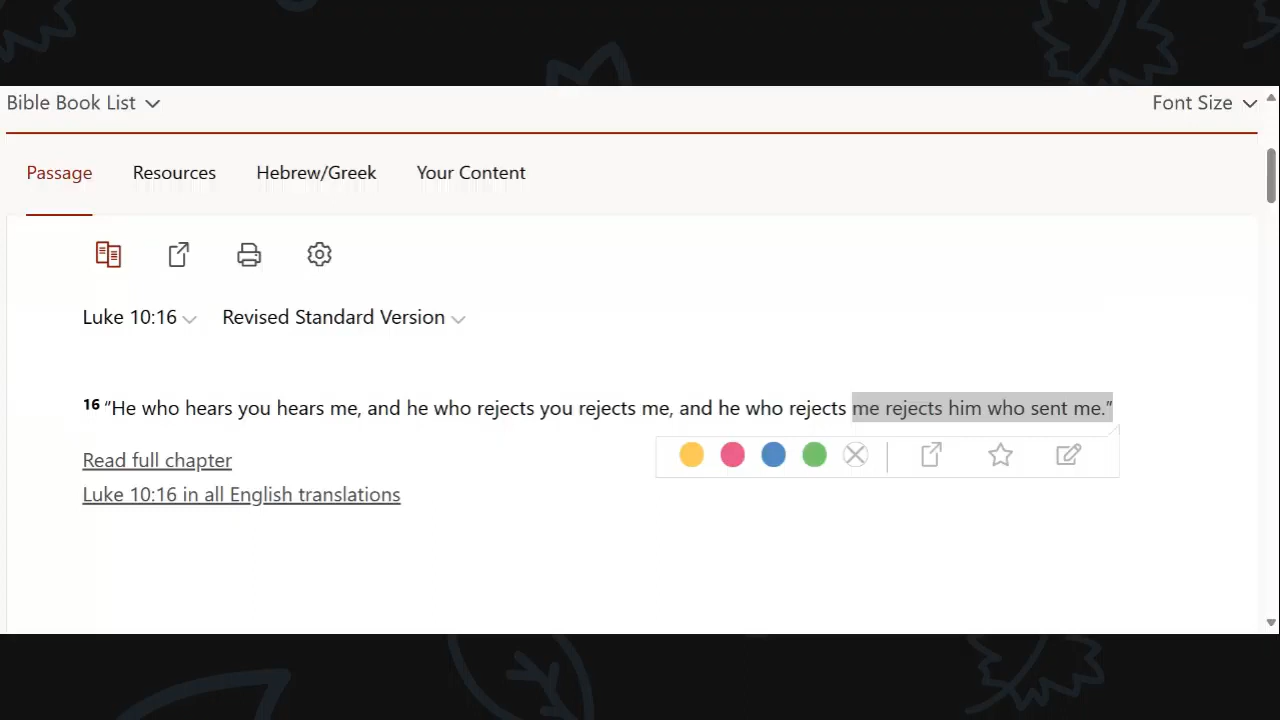 Bible Book List
Font Size
Passage Resources Hebrew/Greek Your Content
Luke 10:16 Revised Standard Version
16 “He who hears you hears me, and he who rejects you rejects me, and he who rejects me rejects him who sent me.”
Read full chapter
Luke 10:16 in all English translations